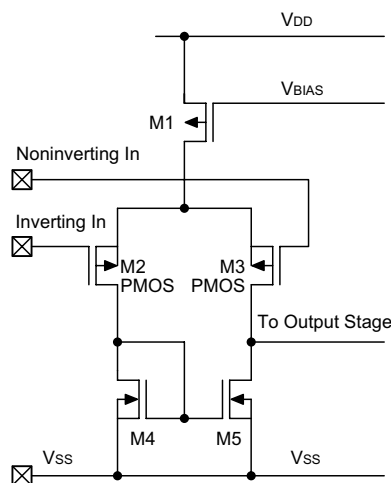 VDD
VBIAS
M1
Noninverting In
Inverting In
M2
PMOS
M3
PMOS
To Output Stage
M4
M5
VSS
VSS